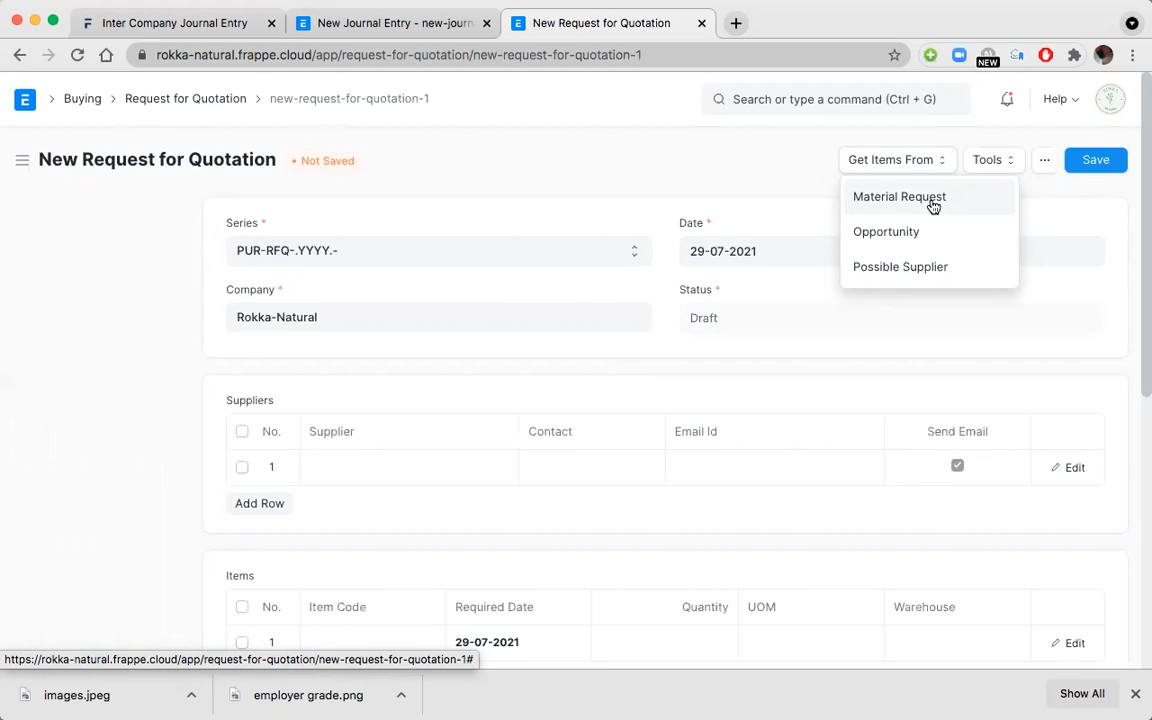 Inter Company Journal Entry
New Journal Entry - new-journ
New Request for Quotation
rokka-natural.frappe.cloud/app/request-for-quotation/new-request-for-quotation-1
NEW
E
Buying
Request for Quotation
new-request-for-quotation-1
Search or type a command (Ctrl + G)
Help
New Request for Quotation
• Not Saved
Get Items From
Tools
Save
Material Request
Opportunity
Possible Supplier
Series *
PUR-RFQ-.YYYY.-
Date *
29-07-2021
Company *
Rokka-Natural
Status *
Draft
Suppliers
No.
Supplier
Contact
Email Id
Send Email
1
Edit
Add Row
Items
No.
Item Code
Required Date
Quantity
UOM
Warehouse
1
29-07-2021
Edit
https://rokka-natural.frappe.cloud/app/request-for-quotation/new-request-for-quotation-1#
images.jpeg
employer grade.png
Show All